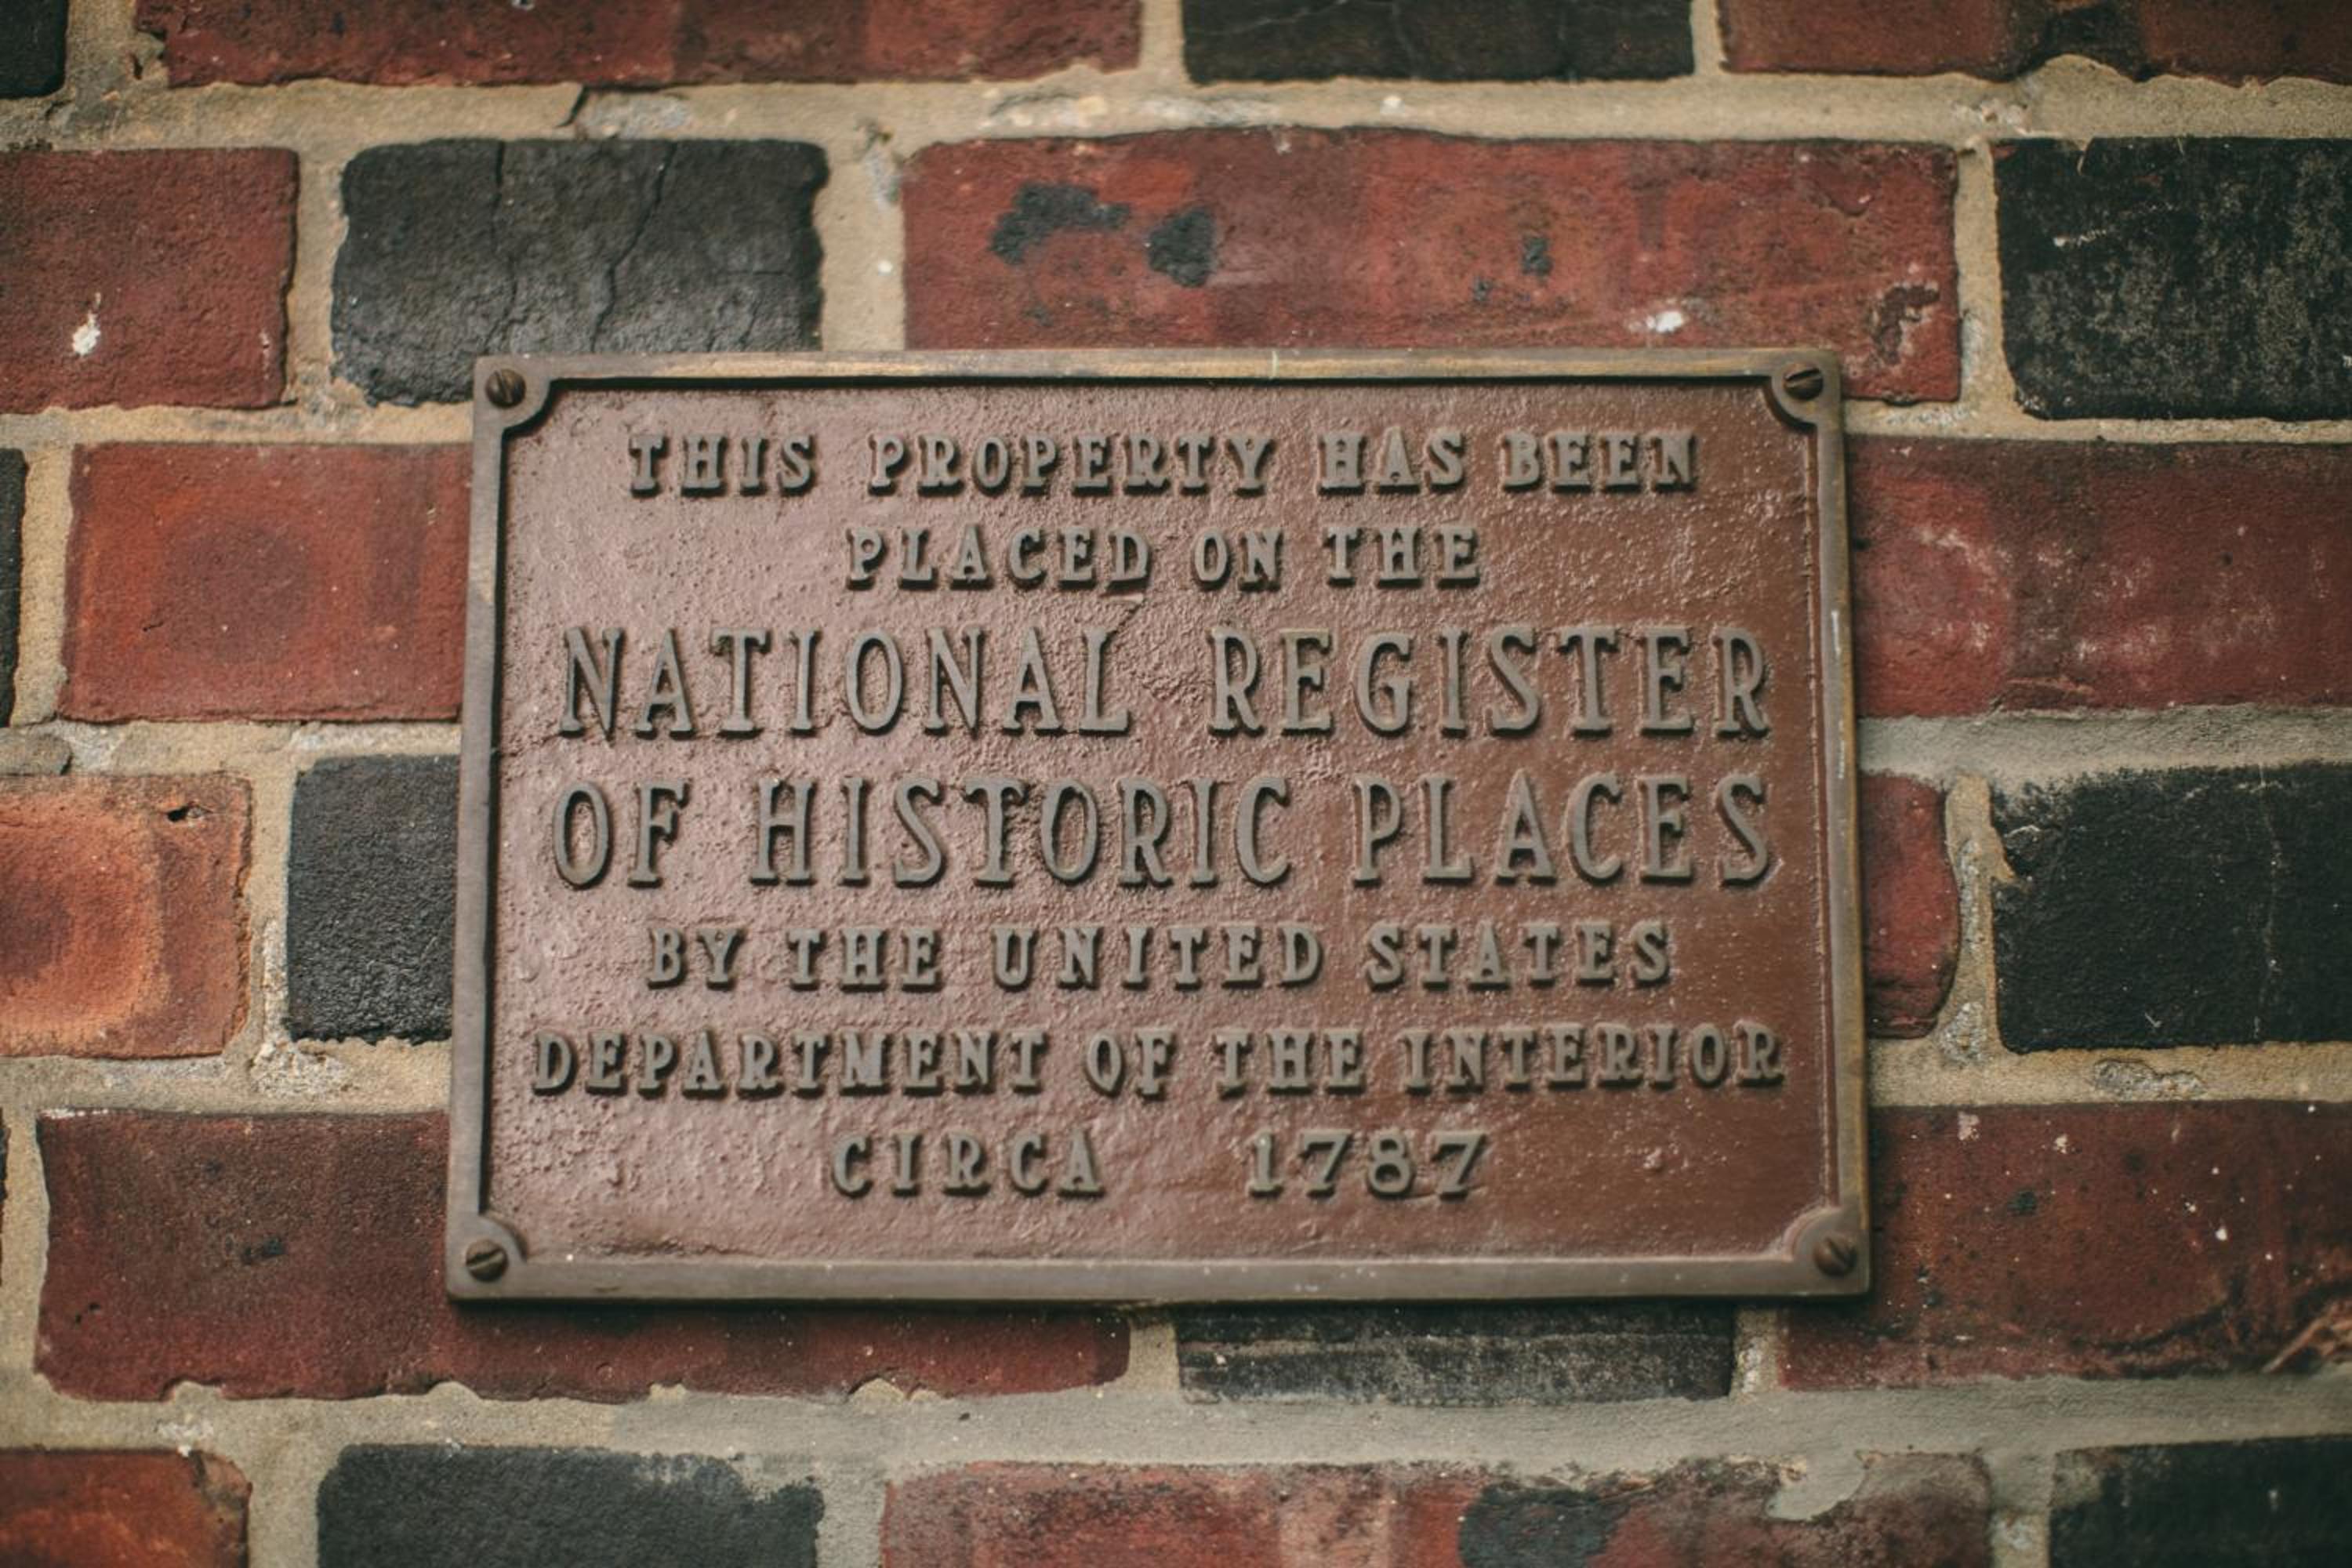 THIS PROPERTY HAS BEEN
PLACED ON THE
NATIONAL REGISTER
OF HISTORIC PLACES
BY THE UNITED STATES
DEPARTMENT OF THE INTERIOR
CIRCA 1787